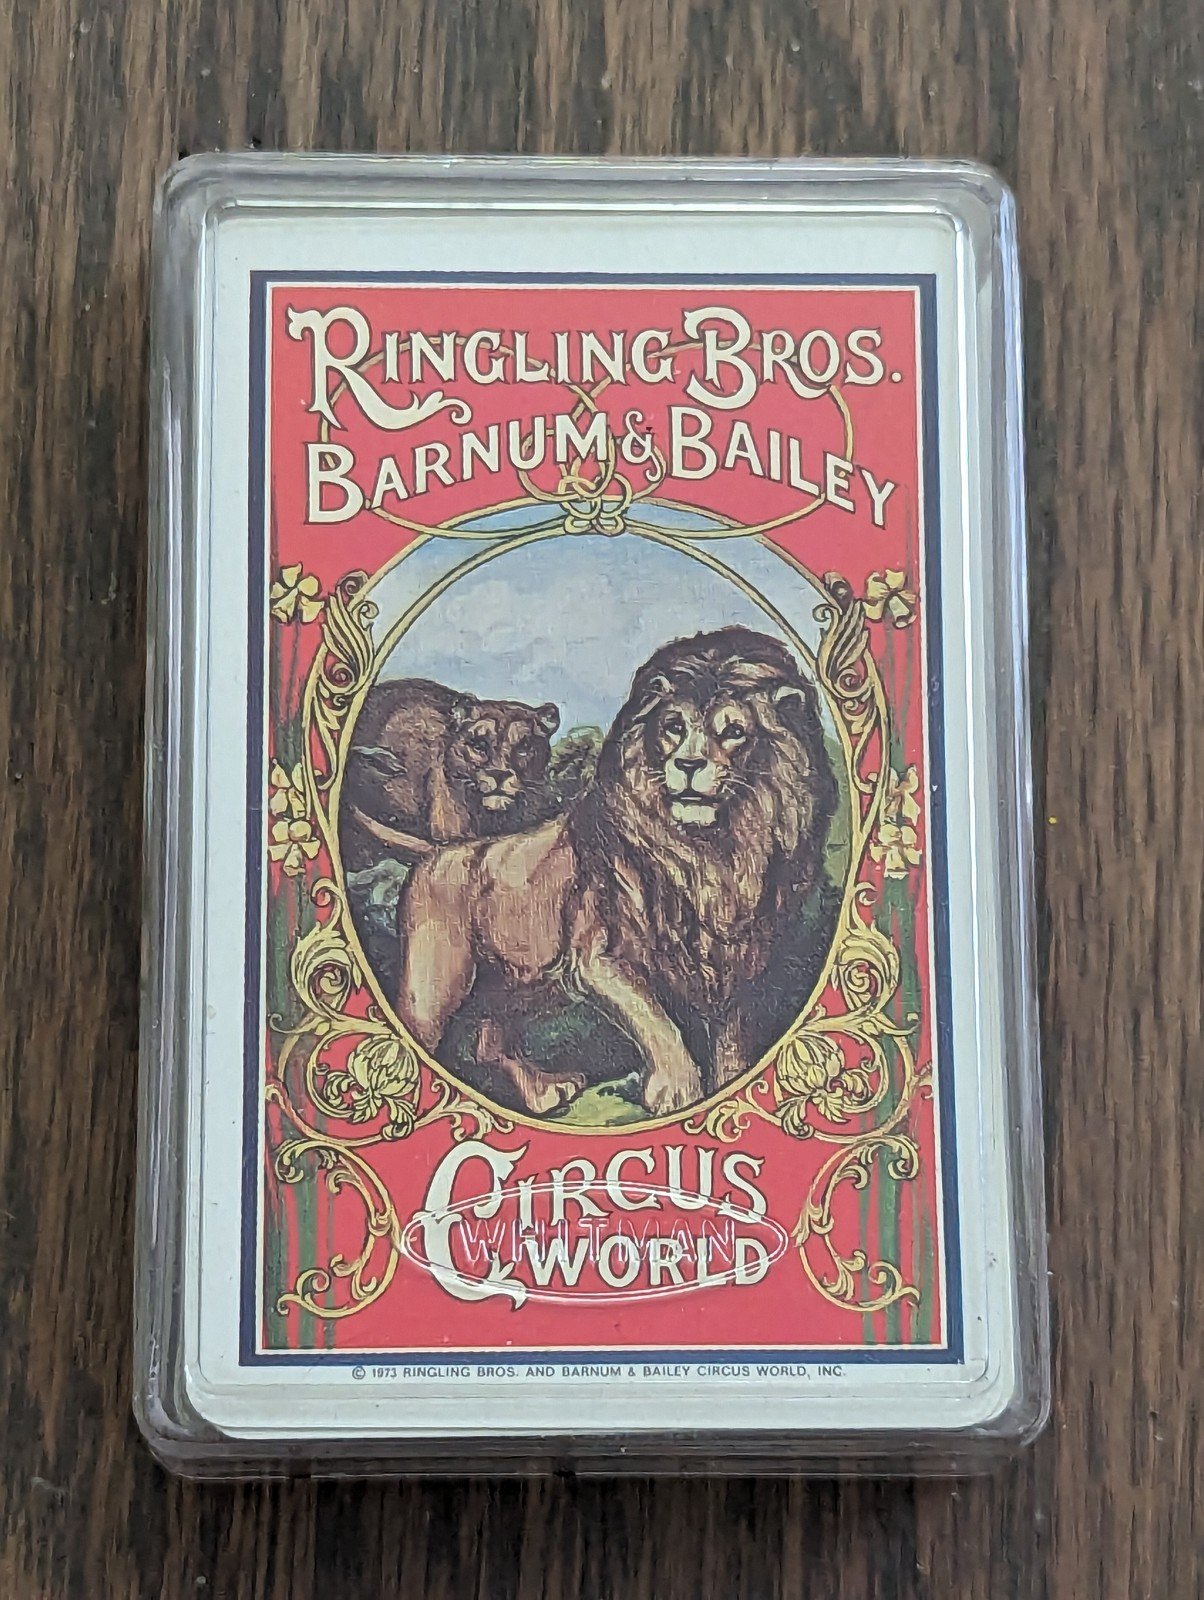 RINGLING BROS.
BARNUM & BAILEY
CIRCUS
WHITMAN
WORLD
© 1973 RINGLING BROS. AND BARNUM & BAILEY CIRCUS WORLD, INC.